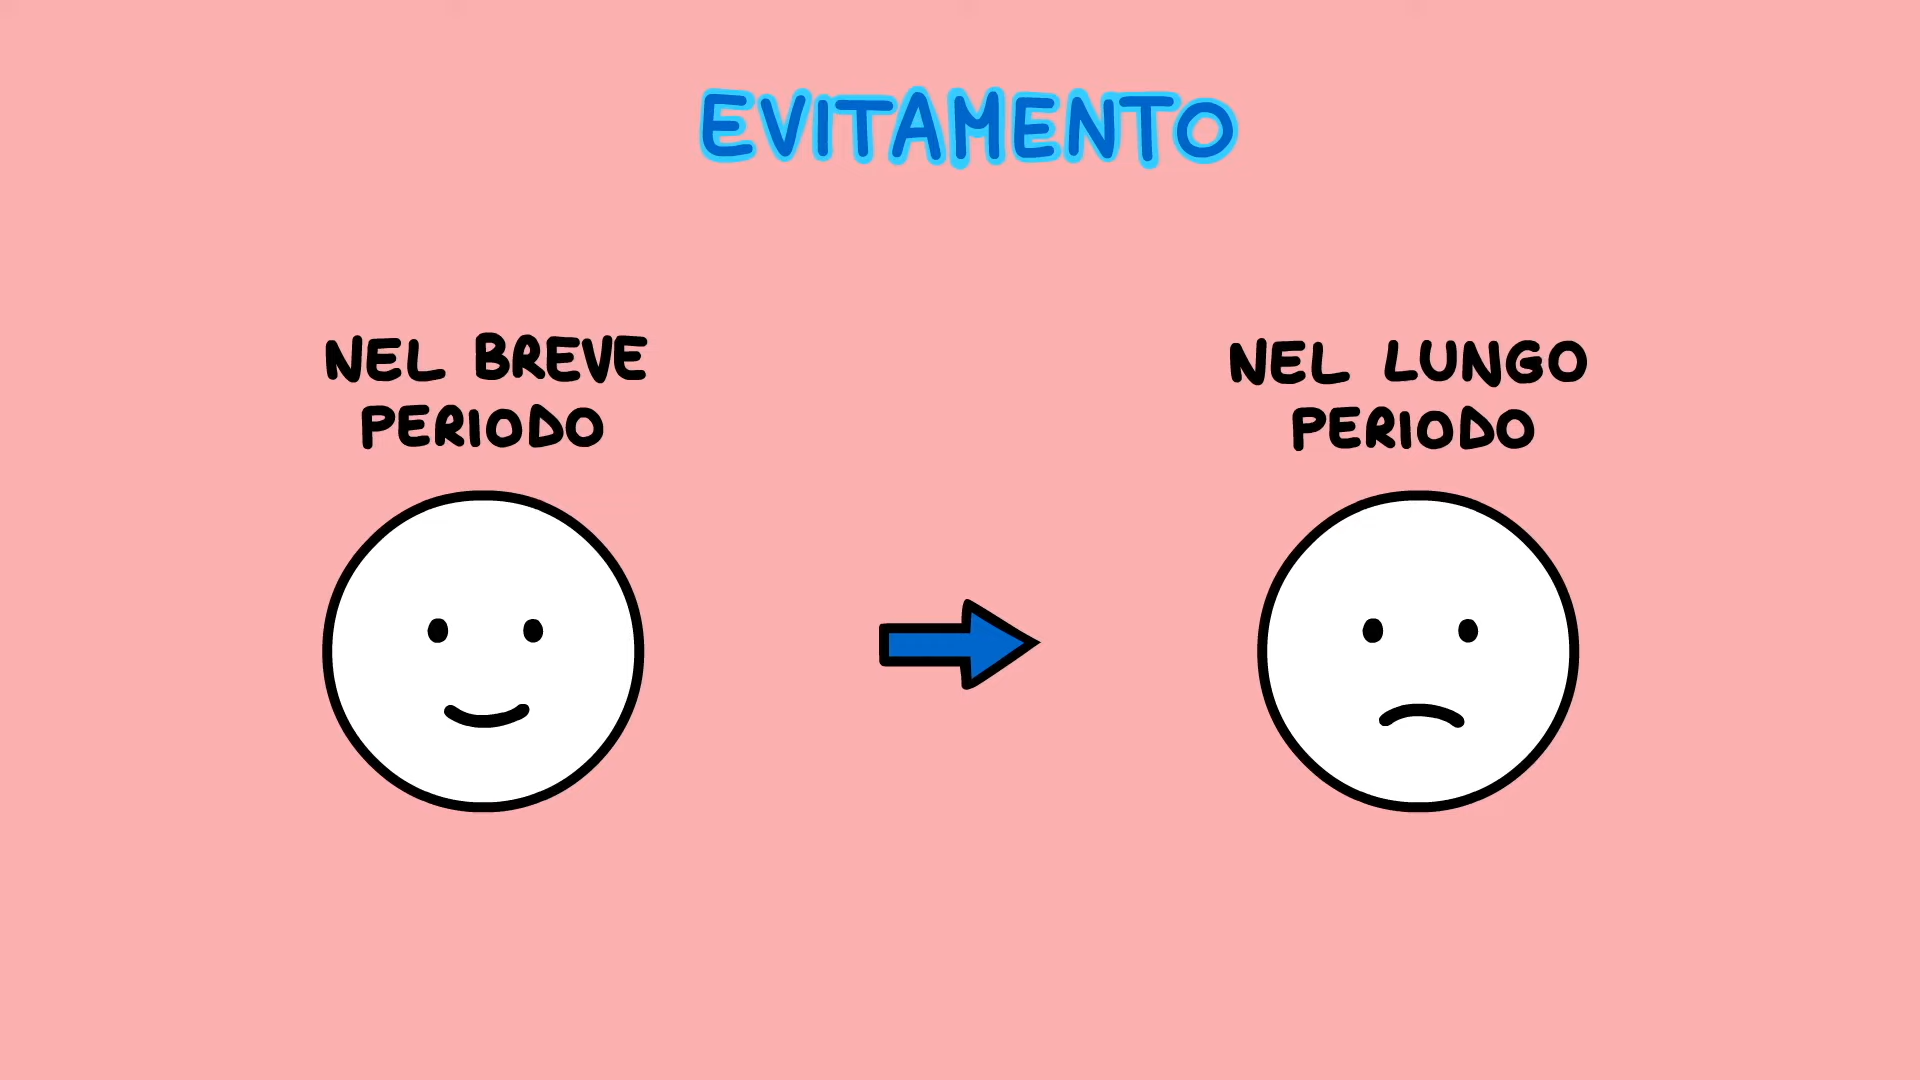 EVITAMENTO
NEL BREVE
PERIODO
NEL LUNGO
PERIODO